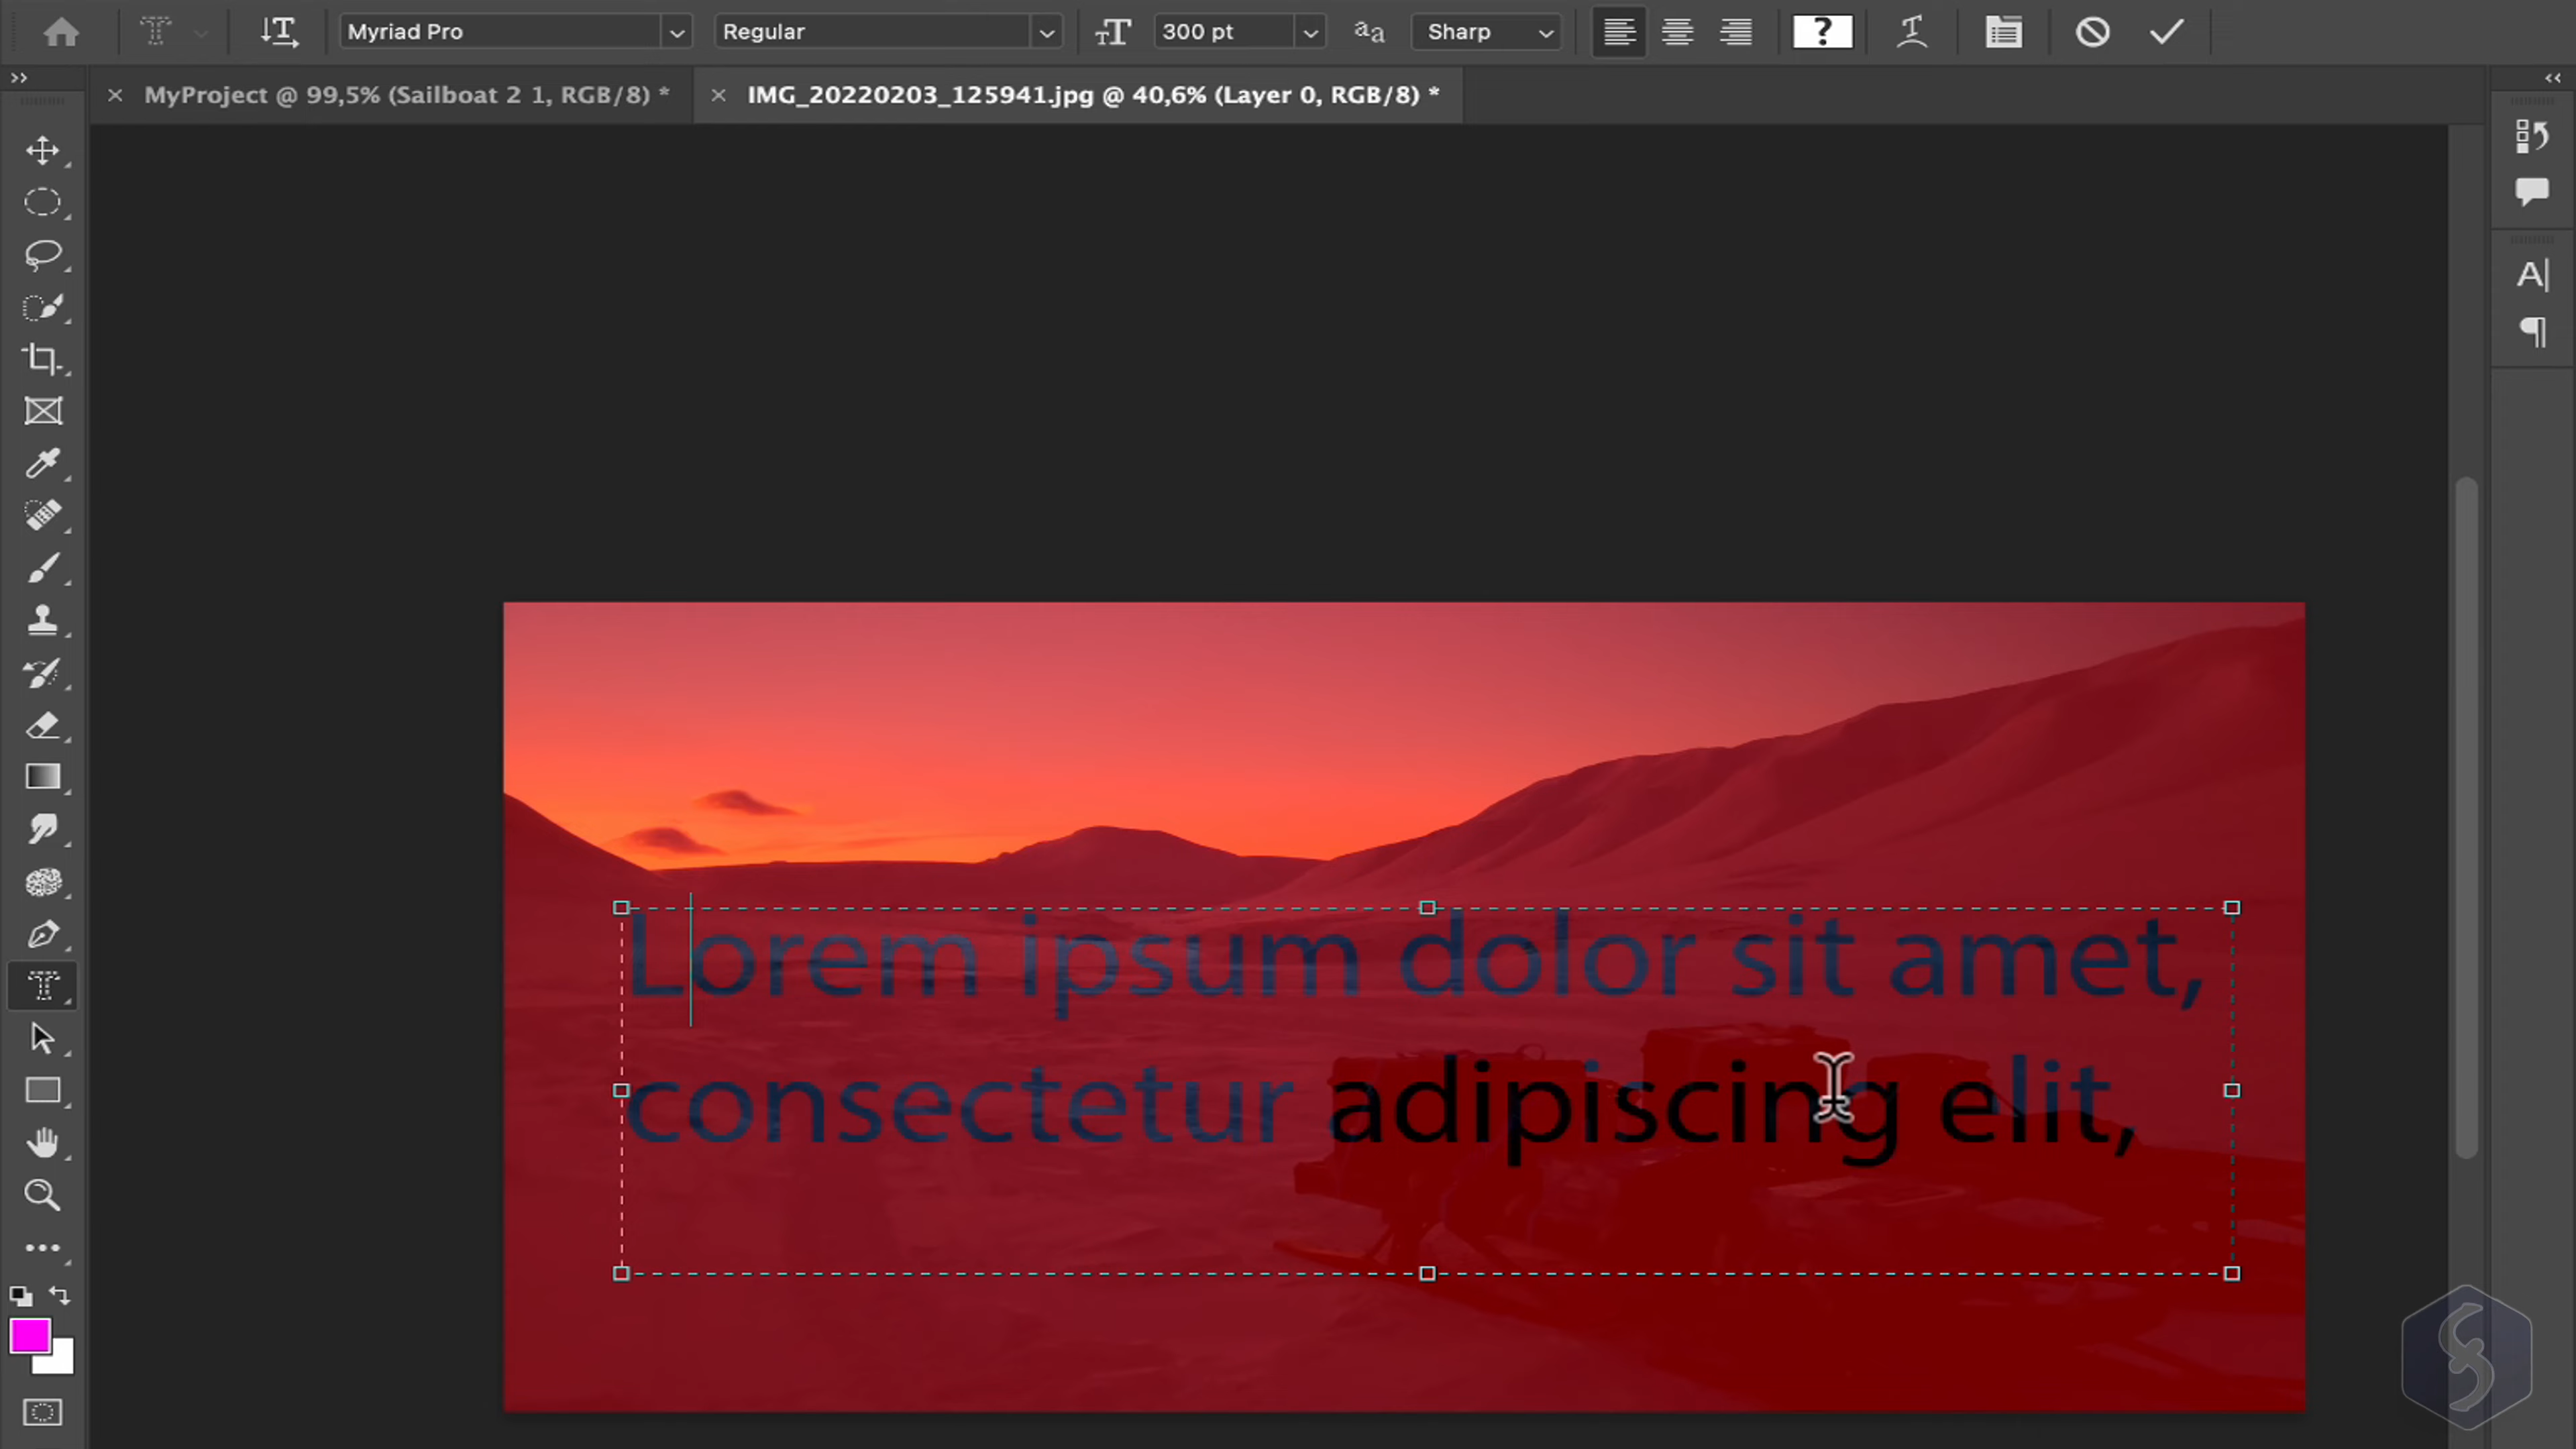 Myriad Pro Regular 300 pt aa Sharp ?
MyProject @ 99,5% (Sailboat 2 1, RGB/8) * IMG_20220203_125941.jpg @ 40,6% (Layer 0, RGB/8) *
Lorem ipsum dolor sit amet,
consectetur adipiscing elit,